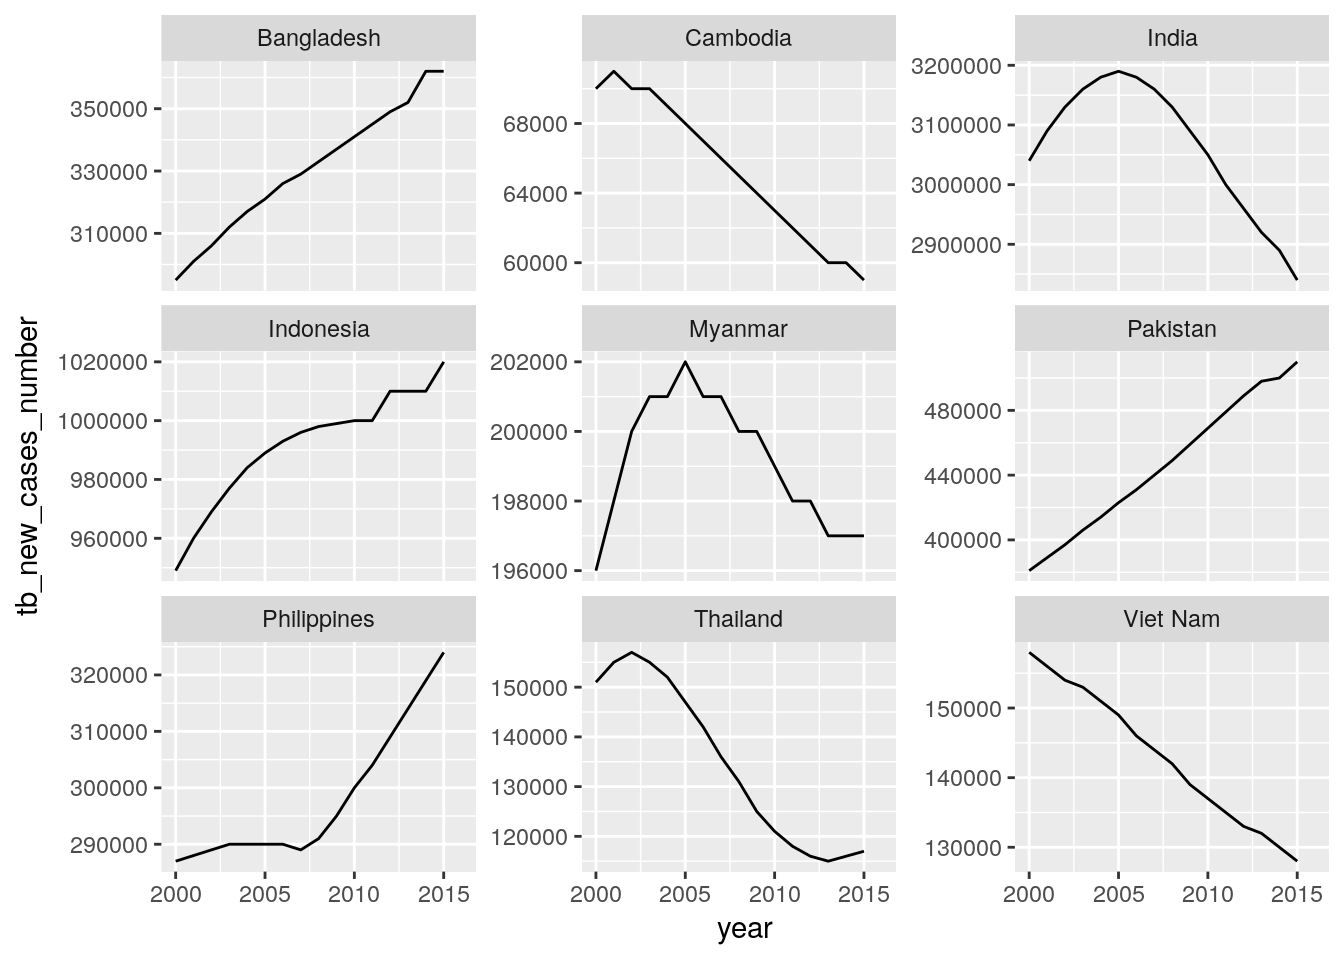 Bangladesh
Cambodia
India
350000
330000
310000
68000
64000
60000
3200000
3100000
3000000
2900000
Indonesia
Myanmar
Pakistan
1020000
1000000
980000
960000
202000
200000
198000
196000
480000
440000
400000
Philippines
Thailand
Viet Nam
320000
310000
300000
290000
150000
140000
130000
120000
150000
140000
130000
2000 2005 2010 2015
2000 2005 2010 2015
2000 2005 2010 2015
year
tb_new_cases_number